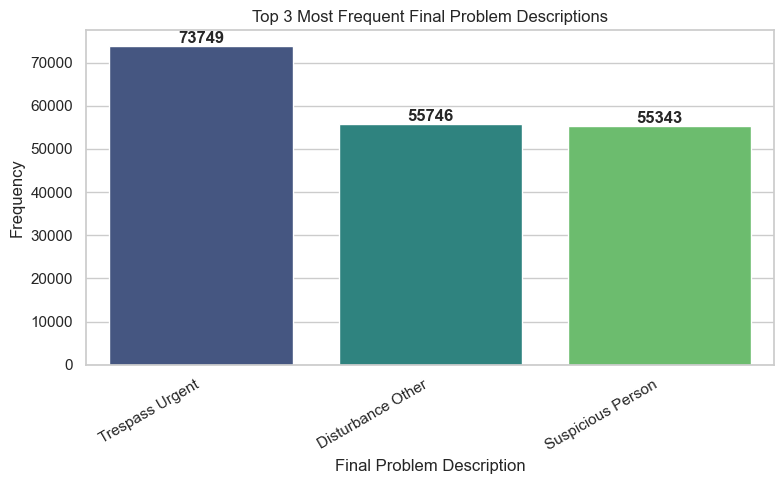 Top 3 Most Frequent Final Problem Descriptions
73749
55746
55343
70000
60000
50000
40000
30000
20000
10000
0
Frequency
Trespass Urgent
Disturbance Other
Suspicious Person
Final Problem Description